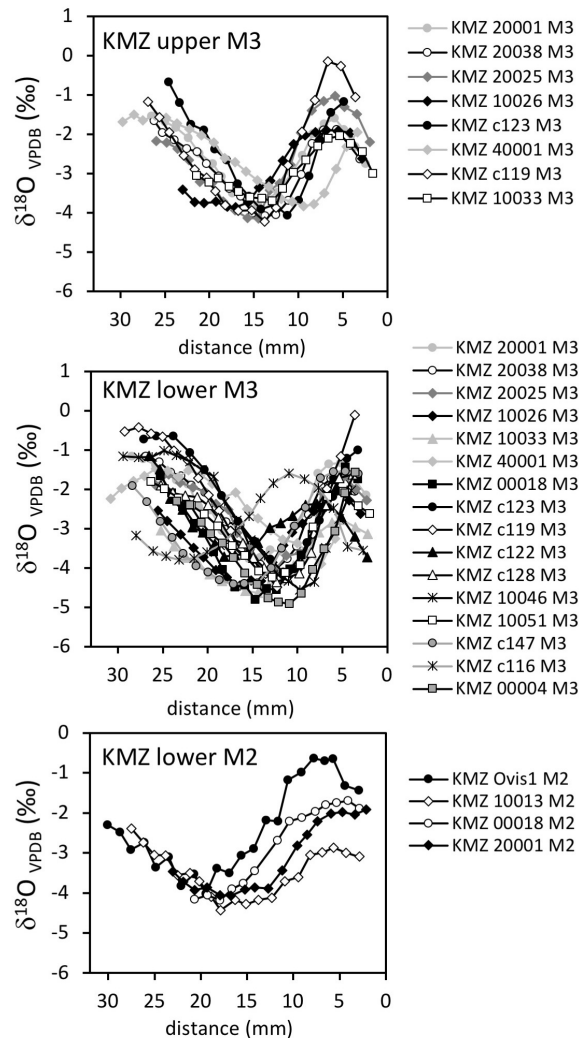 KMZ upper M3
δ18O VPDB (‰)
1
0
-1
-2
-3
-4
-5
-6
30 25 20 15 10 5 0
distance (mm)
KMZ 20001 M3
KMZ 20038 M3
KMZ 20025 M3
KMZ 10026 M3
KMZ c123 M3
KMZ 40001 M3
KMZ c119 M3
KMZ 10033 M3
KMZ lower M3
δ18O VPDB (‰)
1
0
-1
-2
-3
-4
-5
-6
30 25 20 15 10 5 0
distance (mm)
KMZ 20001 M3
KMZ 20038 M3
KMZ 20025 M3
KMZ 10026 M3
KMZ 10033 M3
KMZ 40001 M3
KMZ 00018 M3
KMZ c123 M3
KMZ c119 M3
KMZ c122 M3
KMZ c128 M3
KMZ 10046 M3
KMZ 10051 M3
KMZ c147 M3
KMZ c116 M3
KMZ 00004 M3
KMZ lower M2
δ18O VPDB (‰)
0
-1
-2
-3
-4
-5
-6
30 25 20 15 10 5 0
distance (mm)
KMZ Ovis1 M2
KMZ 10013 M2
KMZ 00018 M2
KMZ 20001 M2